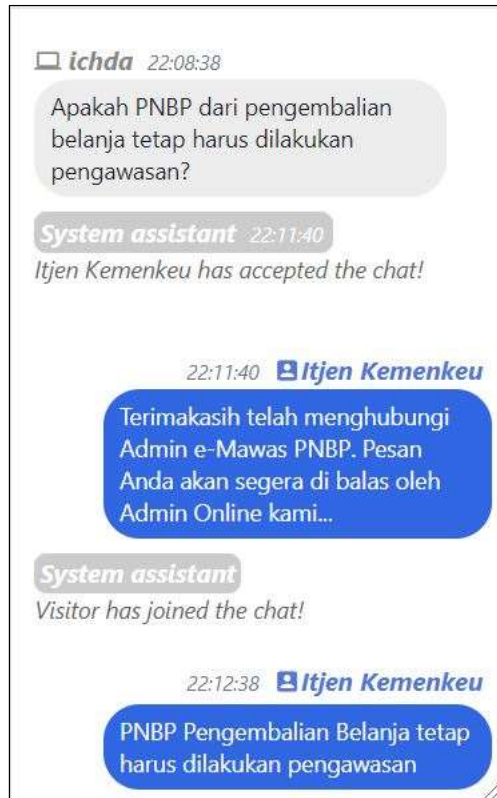 ichda 22:08:38
Apakah PNBP dari pengembalian
belanja tetap harus dilakukan
pengawasan?
System assistant 22:11:40
Itjen Kemenkeu has accepted the chat!
22:11:40 Itjen Kemenkeu
Terimakasih telah menghubungi
Admin e-Mawas PNBP. Pesan
Anda akan segera di balas oleh
Admin Online kami...
System assistant
Visitor has joined the chat!
22:12:38 Itjen Kemenkeu
PNBP Pengembalian Belanja tetap
harus dilakukan pengawasan